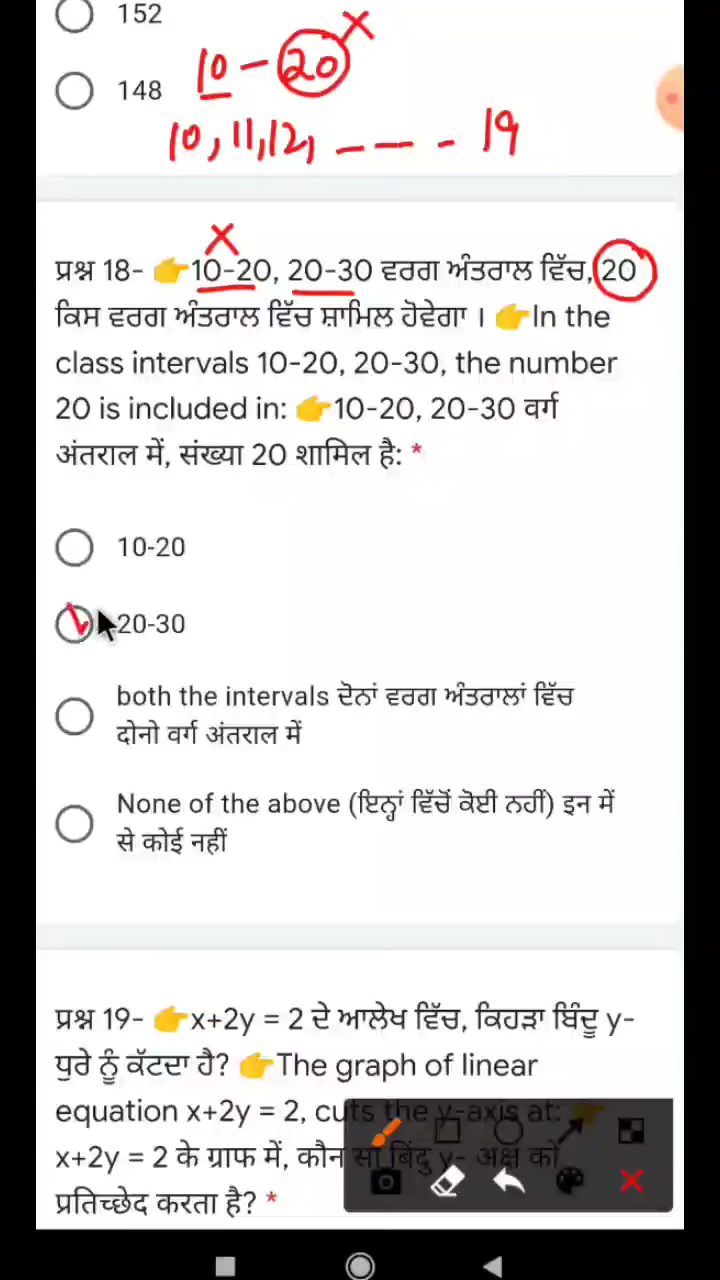 152
10 - 20
148
10, 11, 12, --- - 19
ਪ੍ਰਸ਼ਨ 18- 👉10-20, 20-30 ਵਰਗ ਅੰਤਰਾਲ ਵਿੱਚ, 20
ਕਿਸ ਵਰਗ ਅੰਤਰਾਲ ਵਿੱਚ ਸ਼ਾਮਿਲ ਹੋਵੇਗਾ । 👉In the
class intervals 10-20, 20-30, the number
20 is included in: 👉10-20, 20-30 वर्ग
अंतराल में, संख्या 20 शामिल है: *
10-20
20-30
both the intervals ਦੋਨਾਂ ਵਰਗ ਅੰਤਰਾਲਾਂ ਵਿੱਚ
दोनो वर्ग अंतराल में
None of the above (ਇਨ੍ਹਾਂ ਵਿੱਚੋਂ ਕੋਈ ਨਹੀਂ) इन में
से कोई नहीं
ਪ੍ਰਸ਼ਨ 19- 👉x+2y = 2 ਦੇ ਆਲੇਖ ਵਿੱਚ, ਕਿਹੜਾ ਬਿੰਦੂ y-
ਧੁਰੇ ਨੂੰ ਕੱਟਦਾ ਹੈ? 👉The graph of linear
equation x+2y = 2, cuts the y-axis at: 👉
x+2y = 2 के ग्राफ में, कौन सा बिंदु y- अक्ष को
प्रतिच्छेद करता है? *